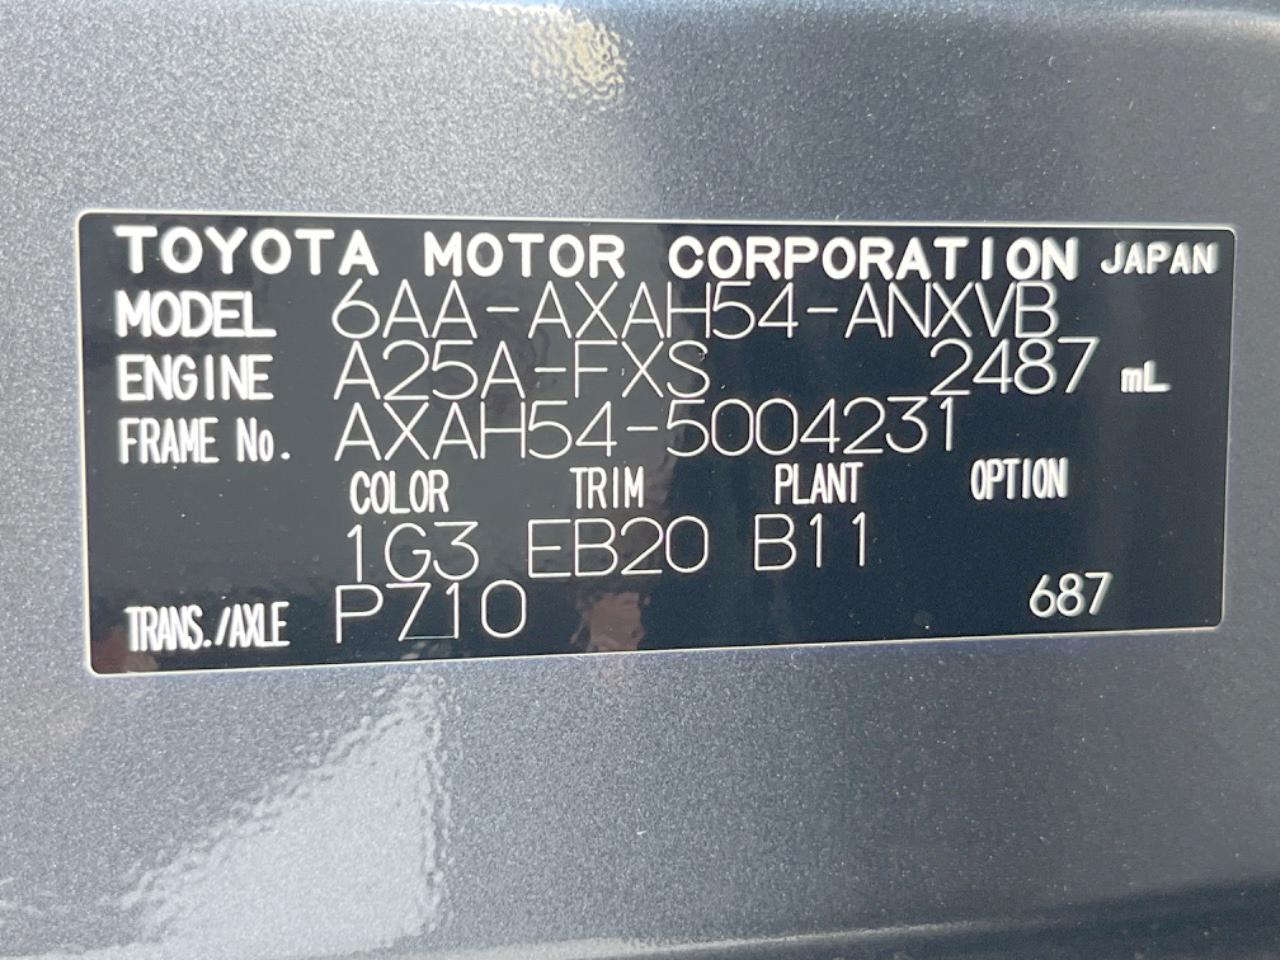 TOYOTA MOTOR CORPORATION JAPAN
MODEL 6AA-AXAH54-ANXVB
ENGINE A25A-FXS 2487 mL
FRAME No. AXAH54-5004231
COLOR TRIM PLANT OPTION
1G3 EB20 B11
TRANS./AXLE P710 687